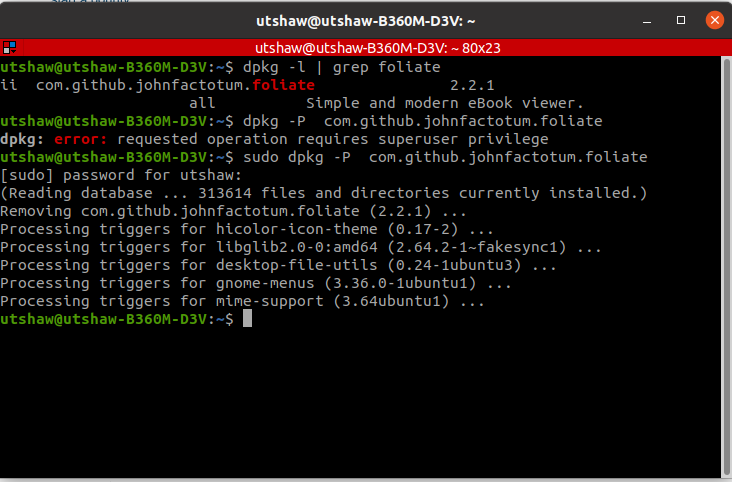 utshaw@utshaw-B360M-D3V: ~
utshaw@utshaw-B360M-D3V: ~ 80x23
utshaw@utshaw-B360M-D3V:~$ dpkg -l | grep foliate
ii  com.github.johnfactotum.foliate               2.2.1
                     all          Simple and modern eBook viewer.
utshaw@utshaw-B360M-D3V:~$ dpkg -P  com.github.johnfactotum.foliate
dpkg: error: requested operation requires superuser privilege
utshaw@utshaw-B360M-D3V:~$ sudo dpkg -P  com.github.johnfactotum.foliate
[sudo] password for utshaw:
(Reading database ... 313614 files and directories currently installed.)
Removing com.github.johnfactotum.foliate (2.2.1) ...
Processing triggers for hicolor-icon-theme (0.17-2) ...
Processing triggers for libglib2.0-0:amd64 (2.64.2-1~fakesync1) ...
Processing triggers for desktop-file-utils (0.24-1ubuntu3) ...
Processing triggers for gnome-menus (3.36.0-1ubuntu1) ...
Processing triggers for mime-support (3.64ubuntu1) ...
utshaw@utshaw-B360M-D3V:~$